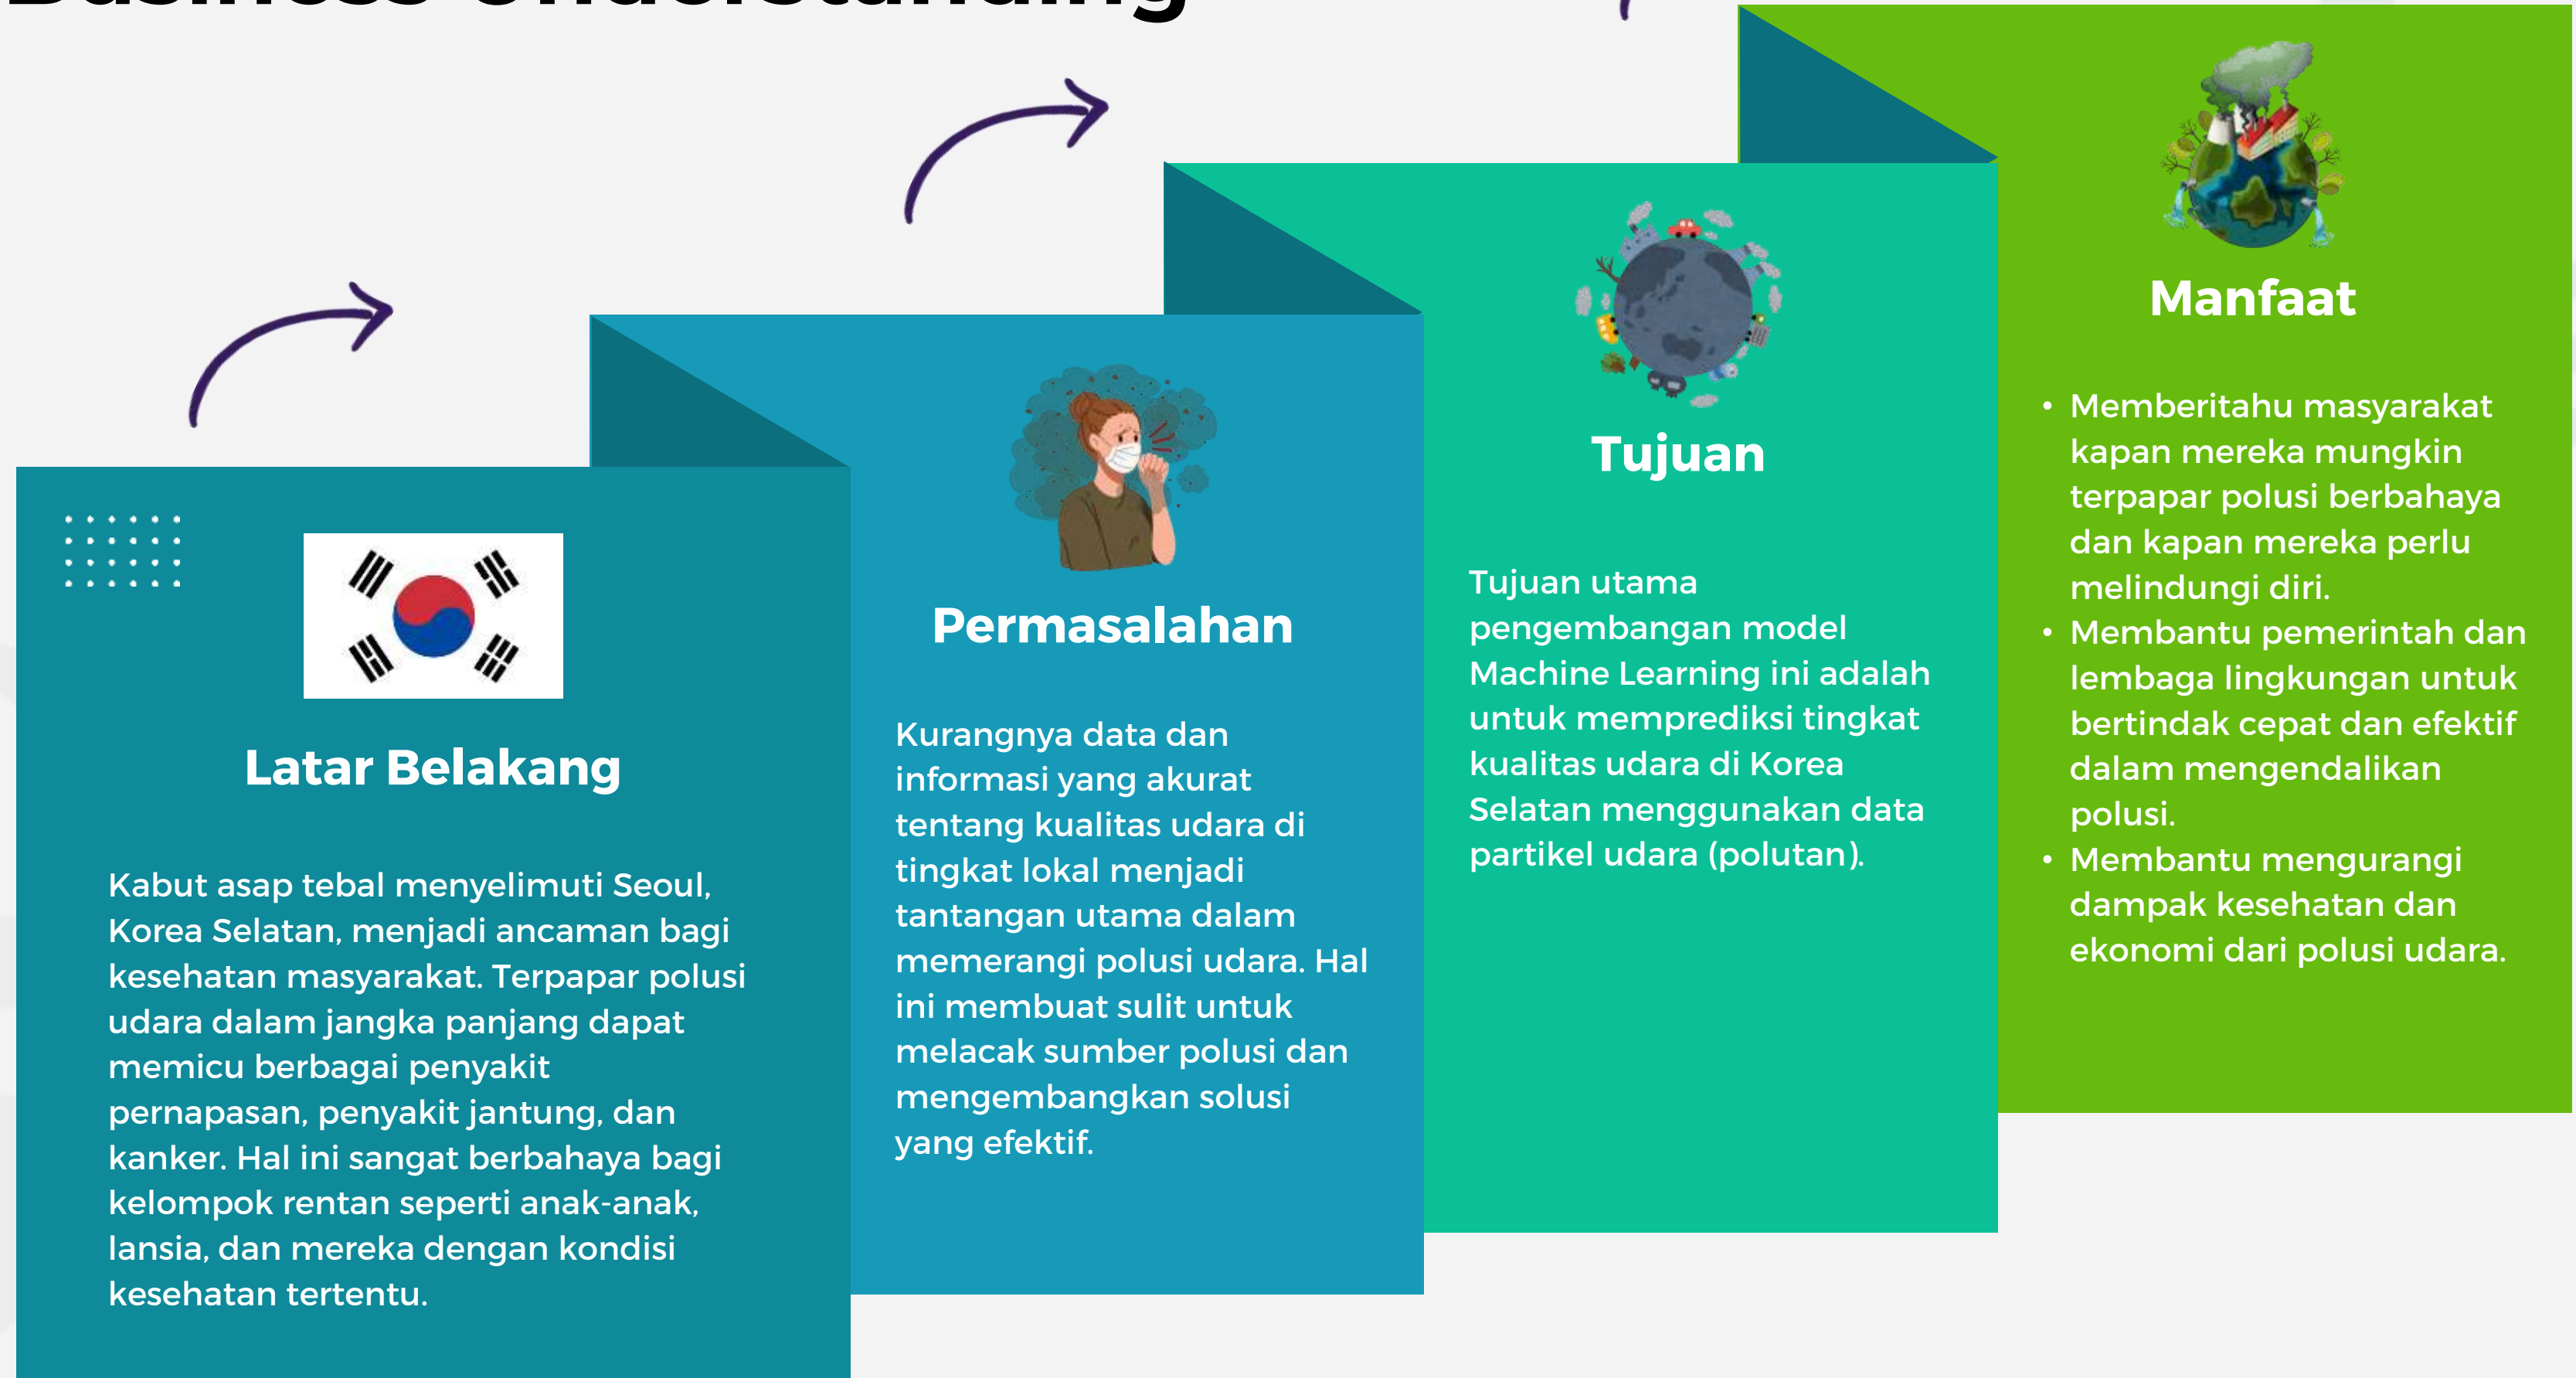 Business Understanding
Latar Belakang
Kabut asap tebal menyelimuti Seoul,
Korea Selatan, menjadi ancaman bagi
kesehatan masyarakat. Terpapar polusi
udara dalam jangka panjang dapat
memicu berbagai penyakit
pernapasan, penyakit jantung, dan
kanker. Hal ini sangat berbahaya bagi
kelompok rentan seperti anak-anak,
lansia, dan mereka dengan kondisi
kesehatan tertentu.
Permasalahan
Kurangnya data dan
informasi yang akurat
tentang kualitas udara di
tingkat lokal menjadi
tantangan utama dalam
memerangi polusi udara. Hal
ini membuat sulit untuk
melacak sumber polusi dan
mengembangkan solusi
yang efektif.
Tujuan
Tujuan utama
pengembangan model
Machine Learning ini adalah
untuk memprediksi tingkat
kualitas udara di Korea
Selatan menggunakan data
partikel udara (polutan).
Manfaat
• Memberitahu masyarakat
kapan mereka mungkin
terpapar polusi berbahaya
dan kapan mereka perlu
melindungi diri.
• Membantu pemerintah dan
lembaga lingkungan untuk
bertindak cepat dan efektif
dalam mengendalikan
polusi.
• Membantu mengurangi
dampak kesehatan dan
ekonomi dari polusi udara.